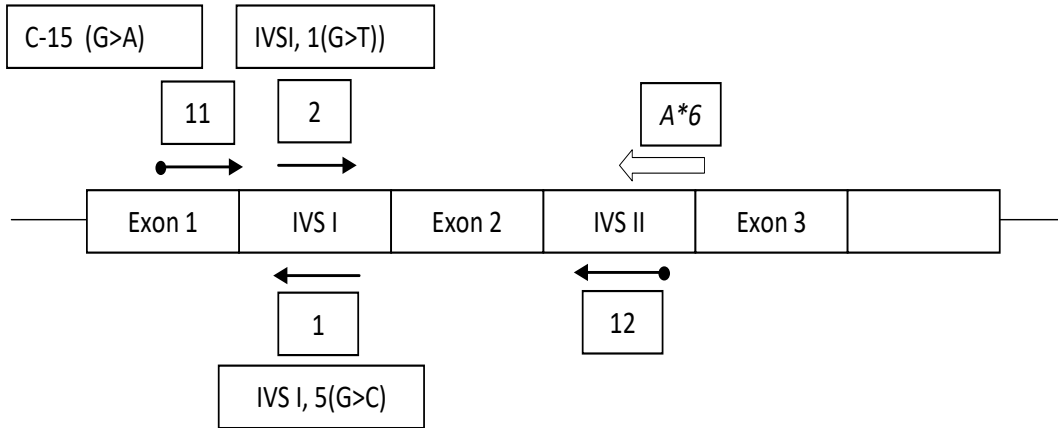 C-15 (G>A)
IVSI, 1(G>T))
11
2
A*6
Exon 1
IVS I
Exon 2
IVS II
Exon 3
1
12
IVS I, 5(G>C)